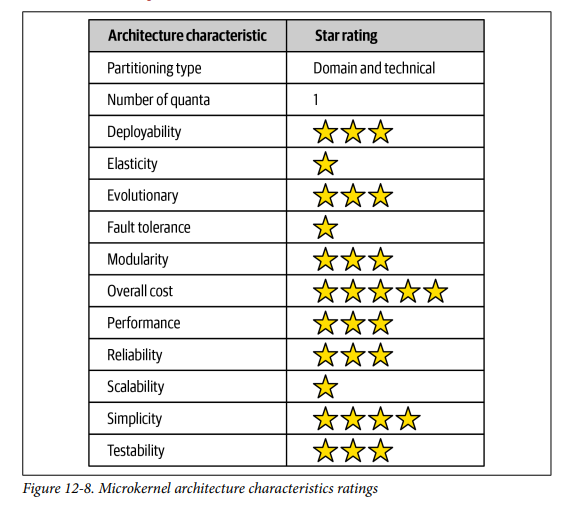 Architecture characteristic Star rating
Partitioning type Domain and technical
Number of quanta 1
Deployability
Elasticity
Evolutionary
Fault tolerance
Modularity
Overall cost
Performance
Reliability
Scalability
Simplicity
Testability
Figure 12-8. Microkernel architecture characteristics ratings